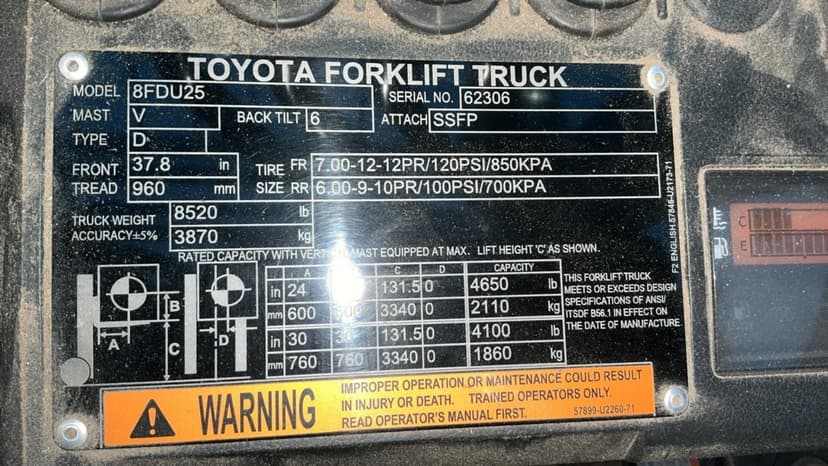 TOYOTA FORKLIFT TRUCK
MODEL 8FDU25 SERIAL NO. 62306
MAST V BACK TILT 6 ATTACH SSFP
TYPE D
FRONT TREAD 37.8 in 960 mm
TIRE SIZE FR 7.00-12-12PR/120PSI/850KPA
RR 6.00-9-10PR/100PSI/700KPA
TRUCK WEIGHT 8520 lb
ACCURACY±5% 3870 kg
RATED CAPACITY WITH VERTICAL MAST EQUIPPED AT MAX. LIFT HEIGHT 'C' AS SHOWN.
A C D CAPACITY
in 24 131.5 0 4650 lb
mm 600 600 3340 0 2110 kg
in 30 30 131.5 0 4100 lb
mm 760 760 3340 0 1860 kg
A B C D
THIS FORKLIFT TRUCK
MEETS OR EXCEEDS DESIGN
SPECIFICATIONS OF ANSI/
ITSDF B56.1 IN EFFECT ON
THE DATE OF MANUFACTURE
F2 ENGLISH 57846-U2173-71
WARNING
IMPROPER OPERATION OR MAINTENANCE COULD RESULT
IN INJURY OR DEATH. TRAINED OPERATORS ONLY.
READ OPERATOR'S MANUAL FIRST. 57899-U2260-71
C
E